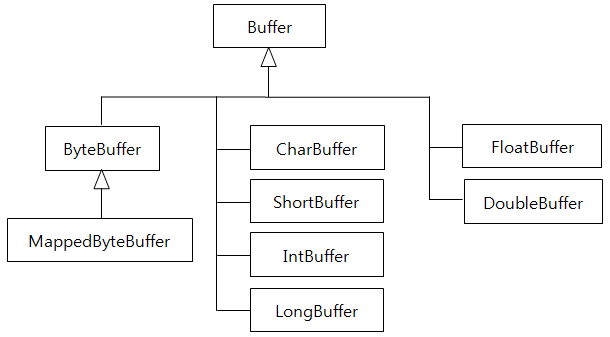 Buffer
ByteBuffer
MappedByteBuffer
CharBuffer
ShortBuffer
IntBuffer
LongBuffer
FloatBuffer
DoubleBuffer